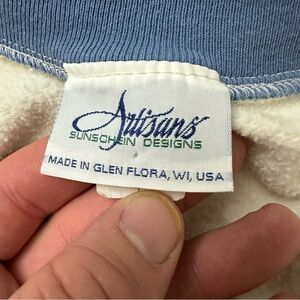 Artisans
SUNSCHEIN DESIGNS
MADE IN GLEN FLORA, WI, USA